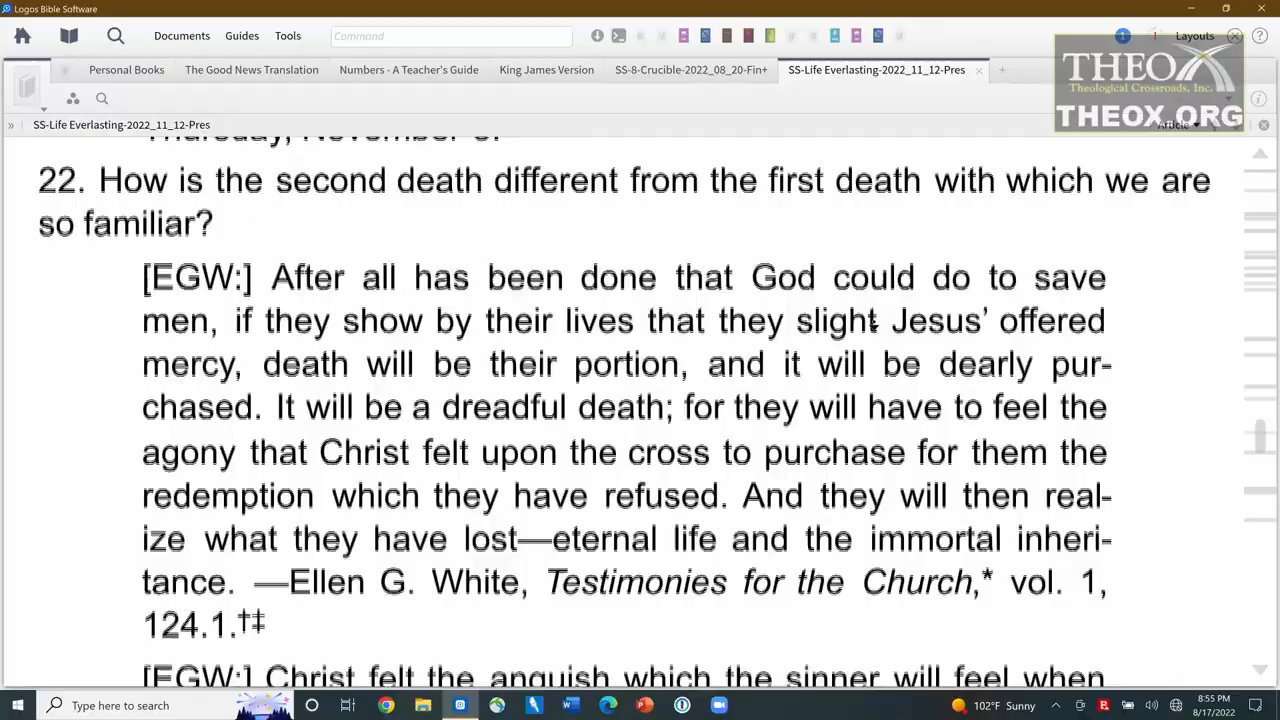 Logos Bible Software
Documents Guides Tools Command 1 Layouts
THEOX
Theological Crossroads, Inc.
THEOX.ORG
Personal Books The Good News Translation Numbers - A Teacher's Guide King James Version SS-8-Crucible-2022_08_20-Fin+ SS-Life Everlasting-2022_11_12-Pres
SS-Life Everlasting-2022_11_12-Pres Article
Thursday, November
22. How is the second death different from the first death with which we are
so familiar?
[EGW:] After all has been done that God could do to save
men, if they show by their lives that they slight Jesus’ offered
mercy, death will be their portion, and it will be dearly pur-
chased. It will be a dreadful death; for they will have to feel the
agony that Christ felt upon the cross to purchase for them the
redemption which they have refused. And they will then real-
ize what they have lost—eternal life and the immortal inheri-
tance. —Ellen G. White, Testimonies for the Church,* vol. 1,
124.1.†‡
[EGW:] Christ felt the anguish which the sinner will feel when
Type here to search 102°F Sunny 8:55 PM
8/17/2022